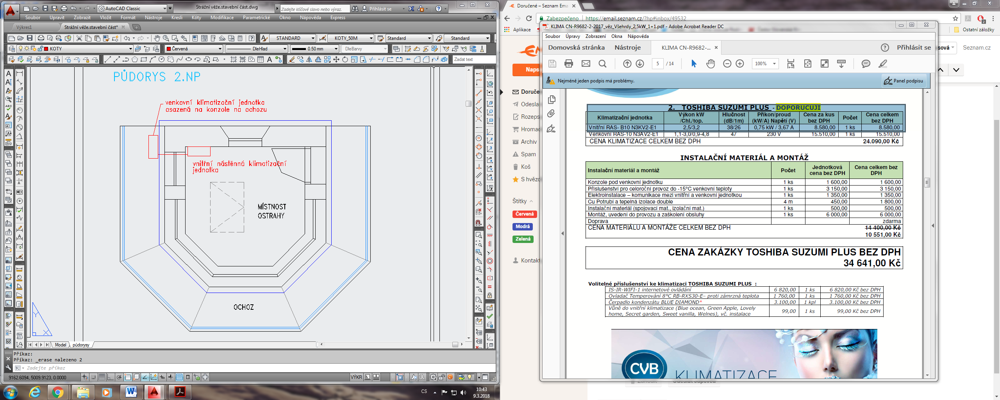 AutoCAD Classic
Strážní věže.stavební část.dwg
Zadejte klíčové slovo nebo výraz.
Přihlásit se
Soubor Upravit Zobrazit Vložit Formát Nástroje Kresli Kóty Modifikace Parametrické Okno Nápověda Express
Výkres1
Strážní věže.stavební část*
STANDARD
KOTY_50M
Standard
Standard
KOTY
Červená
DleHlad
0.50 mm
DleBarvy
Zadat text
PŮDORYS 2.NP
venkovní klimatizační jednotka
osazená na konzole na ochozu
vnitřní nástěnná klimatizační
jednotka
MÍSTNOST
OSTRAHY
OCHOZ
Y
X
Model
půdorysy
Příkaz:
Příkaz: _erase nalezeno 2
Zadejte příkaz
9162.6094, 5009.9123, 0.0000
VÝKR
CS
10:43
9.3.2018
Doručené – Seznam Ema
Zabezpečeno
https://email.seznam.cz/?hp#inbox/49532
Aplikace
Ostatní záložky
Seznam.cz
Naps
Doruče
Odesla
Rozeps
Hromad
Archiv
Spam
Koš
S hvězd
Štítky
Červená
Modrá
Zelená
Kontakt
KLIMA CN-R9682-2-2017_věz_Všehrdy_2,5kW_1+1.pdf - Adobe Acrobat Reader DC
Soubor Úpravy Zobrazení Okna Nápověda
Domovská stránka
Nástroje
KLIMA CN-R9682-...
Přihlásit se
5 / 14
100%
Nejméně jeden podpis má problémy.
Panel podpisu
2. TOSHIBA SUZUMI PLUS - DOPORUCUJI
Klimatizační jednotka Výkon kW /Chl./top. Hlučnost (dB/1m) Příkon/proud (kW/A) Napětí (V) Cena za kus bez DPH Počet Cena celkem bez DPH
Vnitřní RAS- B10 N3KV2-E1 2,5/3,2 38/26 0,75 kW / 3,67 A 8.580,00 1 ks 8.580,00
Venkovní RAS-10 N3AV2-E1 1,1-3,0/0,9-4,8 47 230 V 15.510,00 1 ks 15.510,00
CENA KLIMATIZACE CELKEM BEZ DPH 24.090,00 Kč
INSTALAČNÍ MATERIÁL A MONTÁŽ
Instalační materiál a montáž Počet Jednotková cena bez DPH Cena celkem bez DPH
Konzole pod venkovní jednotku 1 ks 1 600,00 1 600,00
Příslušenství pro celoroční provoz do -15°C venkovní teploty 1 ks 3 150,00 3 150,00
Elektroinstalace – komunikace mezi vnitřní a venkovní jednotkou 1 ks 1 350,00 1 350,00
Cu Potrubí a tepelná izolace double 4 m 450,00 1 800,00
Instalační materiál (spojovací mat., izolační mat.) 1 ks 500,00 500,00
Montáž, uvedení do provozu a zaškolení obsluhy 1 ks 6 000,00 6 000,00
Doprava zdarma
CENA MATERIÁLU A MONTÁŽE CELKEM BEZ DPH 14 400,00 Kč
10 551,00 Kč
CENA ZAKÁZKY TOSHIBA SUZUMI PLUS BEZ DPH
34 641,00 Kč
Volitelné příslušenství ke klimatizaci TOSHIBA SUZUMI PLUS :
IS-IR-WIFI-1 internetové ovládání 6 820,00 1 ks 6 820,00 Kč bez DPH
Ovladač Temperování 8°C RB-RXS30-E– proti zámrzná teplota 1 760,00 1 ks 1 760,00 Kč bez DPH
Čerpadlo kondenzátu BLUE DIAMOND* 3.100,00 1 kpl 3.100,00 Kč bez DPH
Vůně do vnitřní klimatizace (Blue ocean, Green Apple, Lovely
home, Secret garden, Sweet vanilla, Welnes), vč. instalace 99,00 1 ks 99,00 Kč bez DPH
CVB
KLIMATIZACE